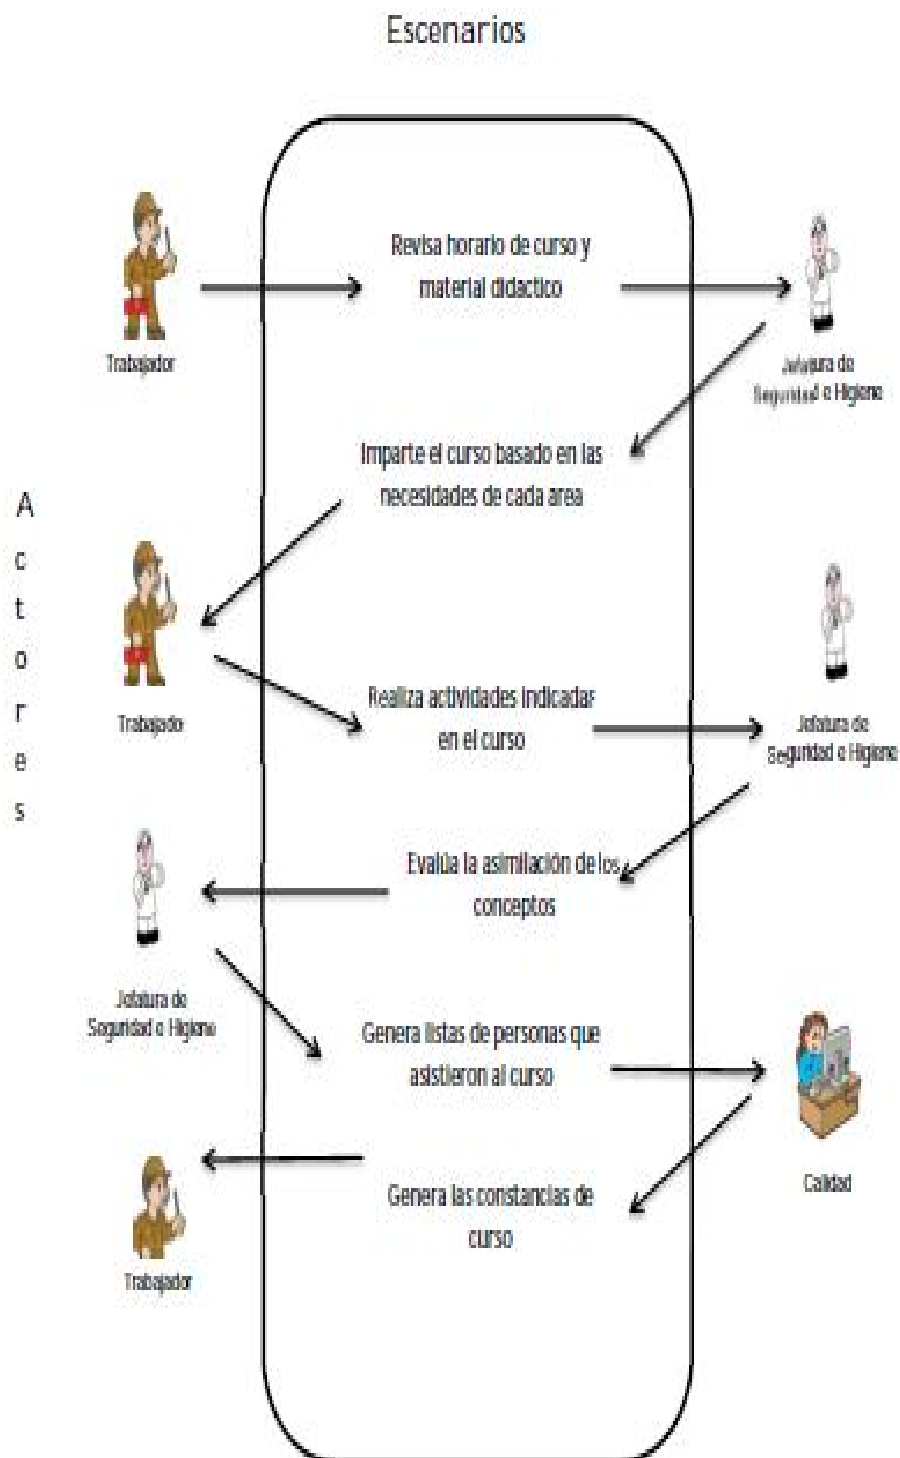 Escenarios
Revisa horario de curso y
material didactico
Trabajador
Jefatura de
Seguridad e Higiene
Imparte el curso basado en las
necesidades de cada area
Actores
Trabajador
Realiza actividades indicadas
en el curso
Jefatura de
Seguridad e Higiene
Evalúa la asimilación de los
conceptos
Jefatura de
Seguridad e Higiene
Genera listas de personas que
asistieron al curso
Calidad
Genera las constancias de
curso
Trabajador